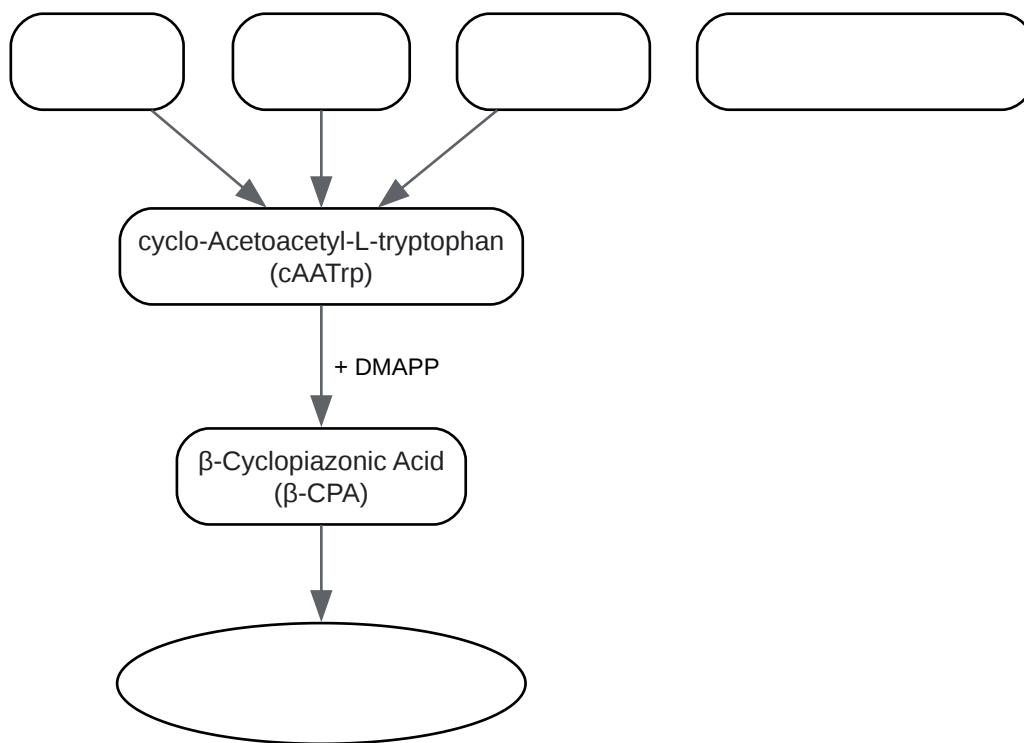 cyclo-Acetoacetyl-L-tryptophan
(cAATrp)
+ DMAPP
β-Cyclopiazonic Acid
(β-CPA)